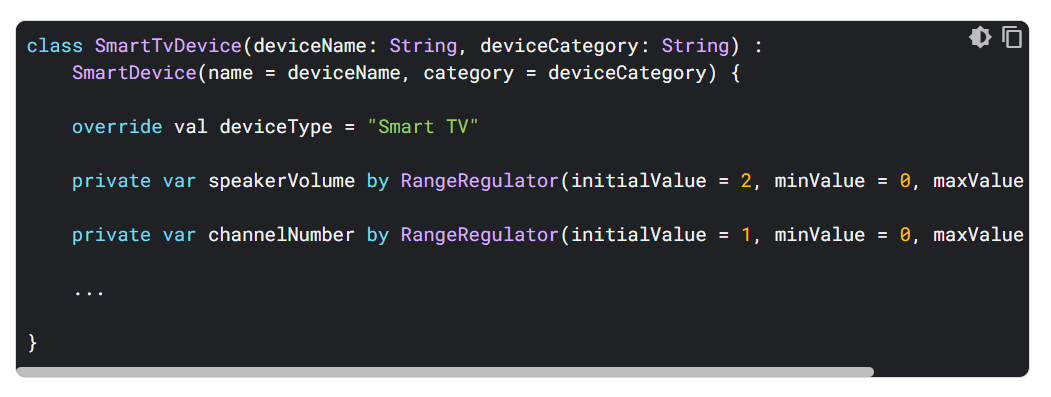 class SmartTvDevice(deviceName: String, deviceCategory: String) :
    SmartDevice(name = deviceName, category = deviceCategory) {
    override val deviceType = "Smart TV"
    private var speakerVolume by RangeRegulator(initialValue = 2, minValue = 0, maxValue
    private var channelNumber by RangeRegulator(initialValue = 1, minValue = 0, maxValue
    ...
}